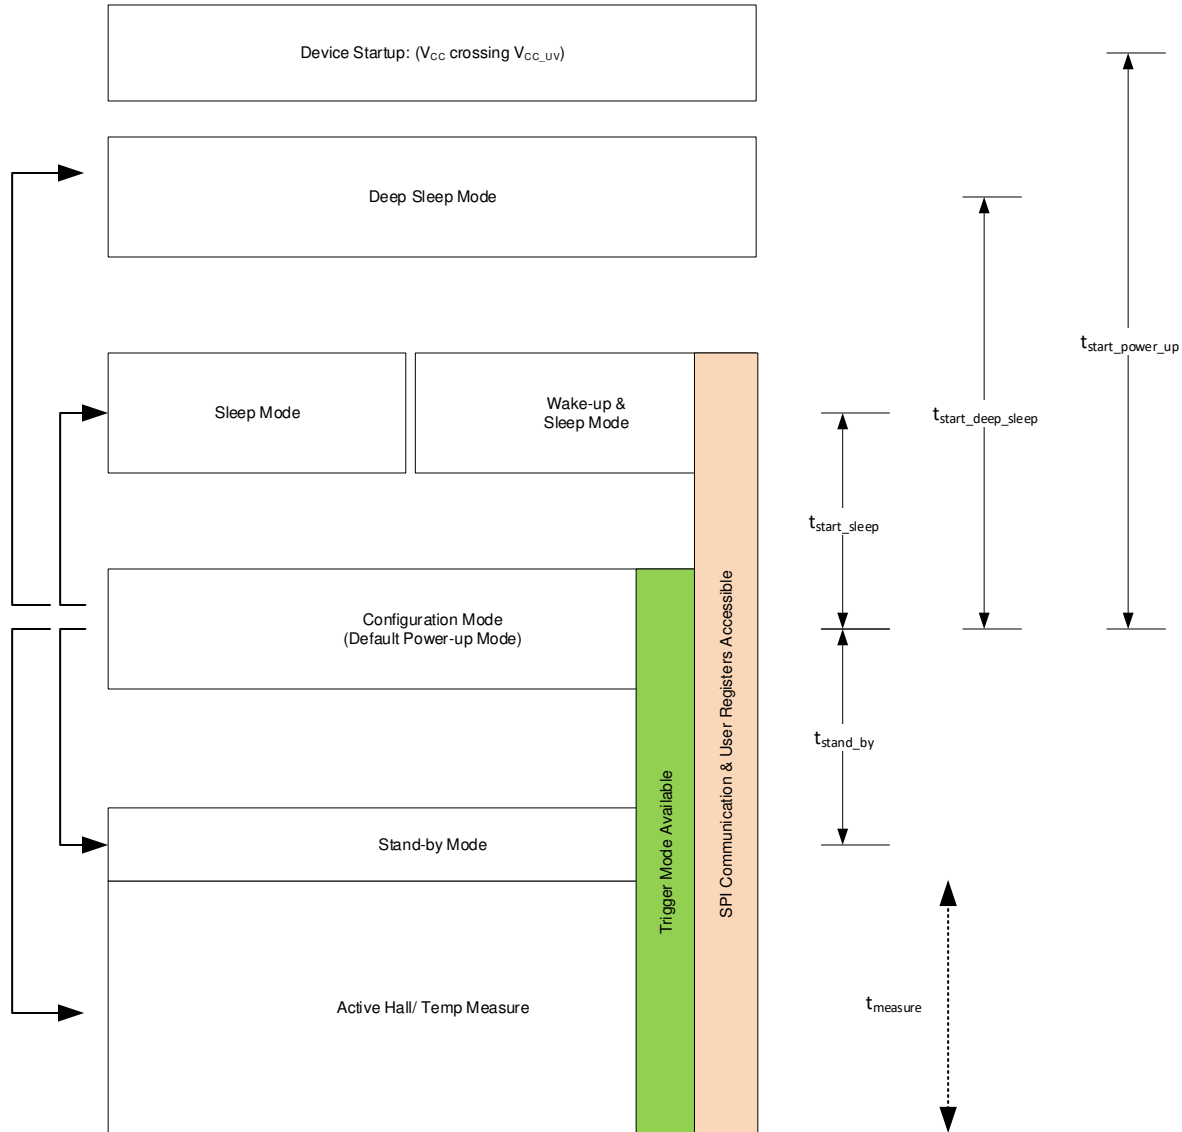 Device Startup: (VCC crossing VCC_UV)
Deep Sleep Mode
tstart_power_up
tstart_deep_sleep
Sleep Mode
Wake-up &
Sleep Mode
tstart_sleep
Configuration Mode
(Default Power-up Mode)
SPI Communication & User Registers Accessible
Trigger Mode Available
tstand_by
Stand-by Mode
Active Hall/ Temp Measure
tmeasure